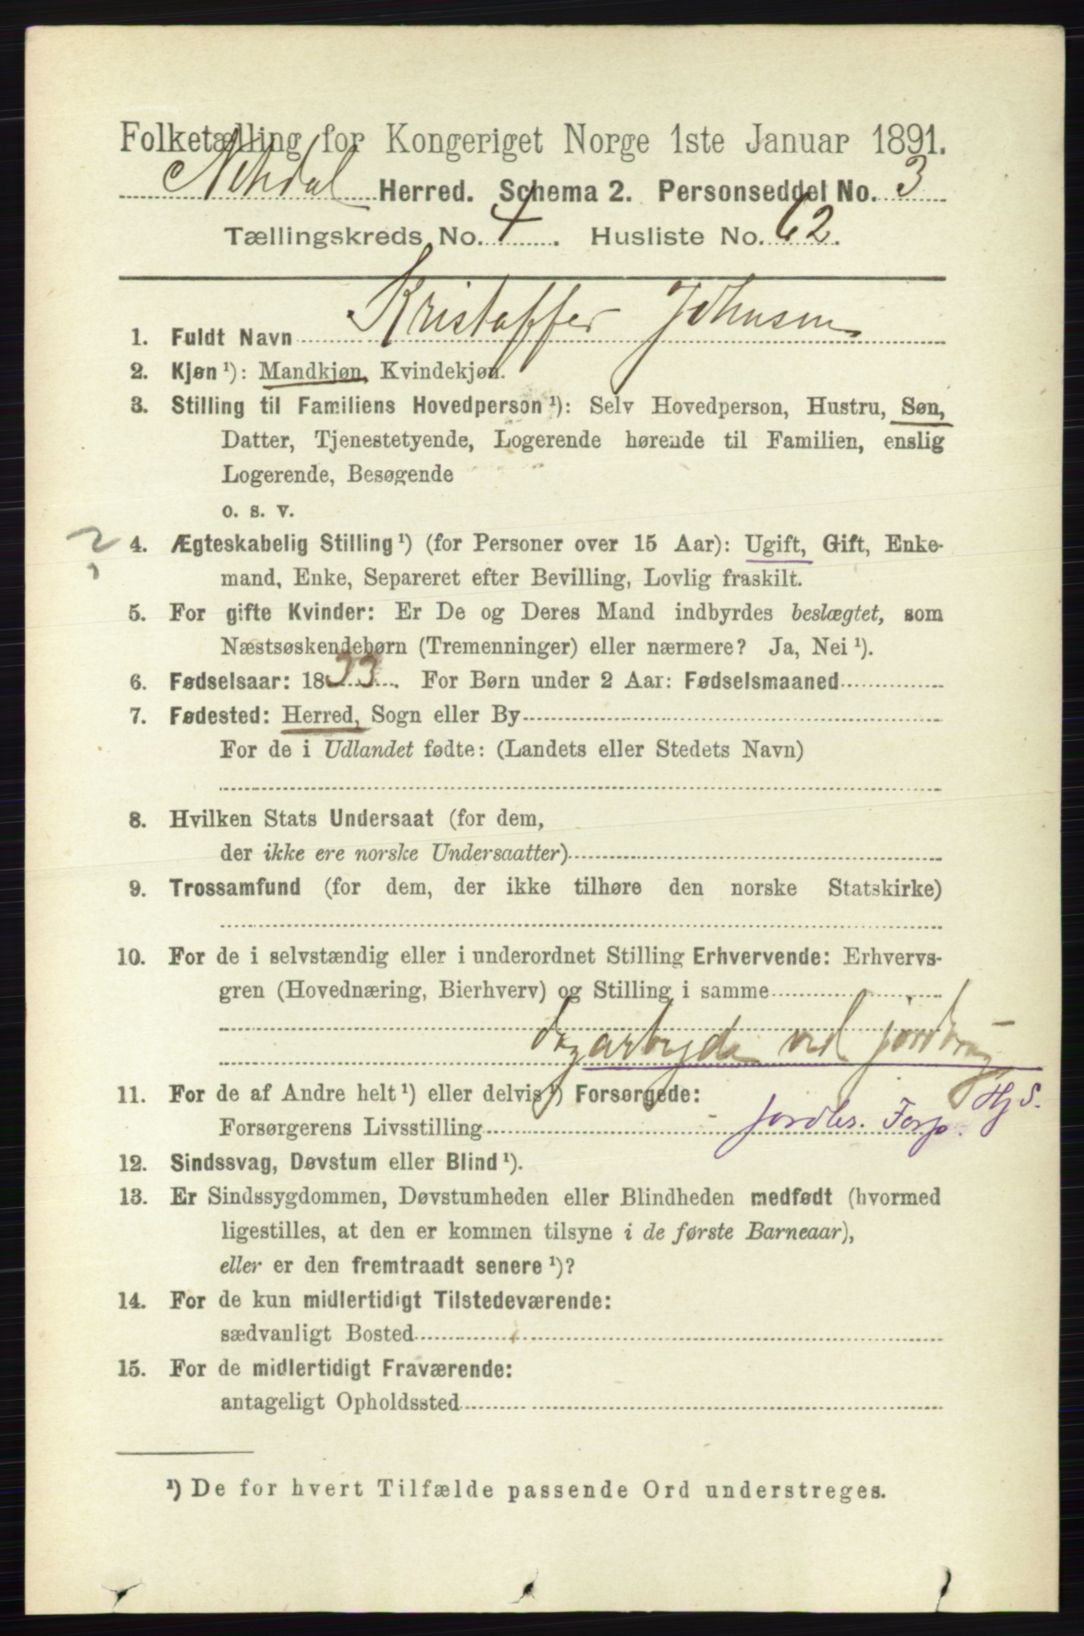 Folketælling for Kongeriget Norge 1ste Januar 1891.
Herred. Schema 2. Personseddel No. 3
Tællingskreds No. 4. Husliste No. 62.
1. Fuldt Navn Kristoffer Johnsen
2. Kjøn ¹): Mandkjøn, Kvindekjøn.
3. Stilling til Familiens Hovedperson ¹): Selv Hovedperson, Hustru, Søn,
Datter, Tjenestetyende, Logerende hørende til Familien, enslig
Logerende, Besøgende
o. s. v.
? 4. Ægteskabelig Stilling ¹) (for Personer over 15 Aar): Ugift, Gift, Enke-
mand, Enke, Separeret efter Bevilling, Lovlig fraskilt.
5. For gifte Kvinder: Er De og Deres Mand indbyrdes beslægtet, som
Næstsøskendebørn (Tremenninger) eller nærmere? Ja, Nei ¹).
6. Fødselsaar: 1833. For Børn under 2 Aar: Fødselsmaaned
7. Fødested: Herred, Sogn eller By
For de i Udlandet fødte: (Landets eller Stedets Navn)
8. Hvilken Stats Undersaat (for dem,
der ikke ere norske Undersaatter)
9. Trossamfund (for dem, der ikke tilhøre den norske Statskirke)
10. For de i selvstændig eller i underordnet Stilling Erhvervende: Erhvervs-
gren (Hovednæring, Bierhverv) og Stilling i samme
dagarbejde ved jordbrug
11. For de af Andre helt ¹) eller delvis ¹) Forsørgede:
Hj S.
Forsørgerens Livsstilling jordbr. Forp.
12. Sindssvag, Døvstum eller Blind ¹).
13. Er Sindssygdommen, Døvstumheden eller Blindheden medfødt (hvormed
ligestilles, at den er kommen tilsyne i de første Barneaar),
eller er den fremtraadt senere ¹)?
14. For de kun midlertidigt Tilstedeværende:
sædvanligt Bosted
15. For de midlertidigt Fraværende:
antageligt Opholdssted
¹) De for hvert Tilfælde passende Ord understreges.